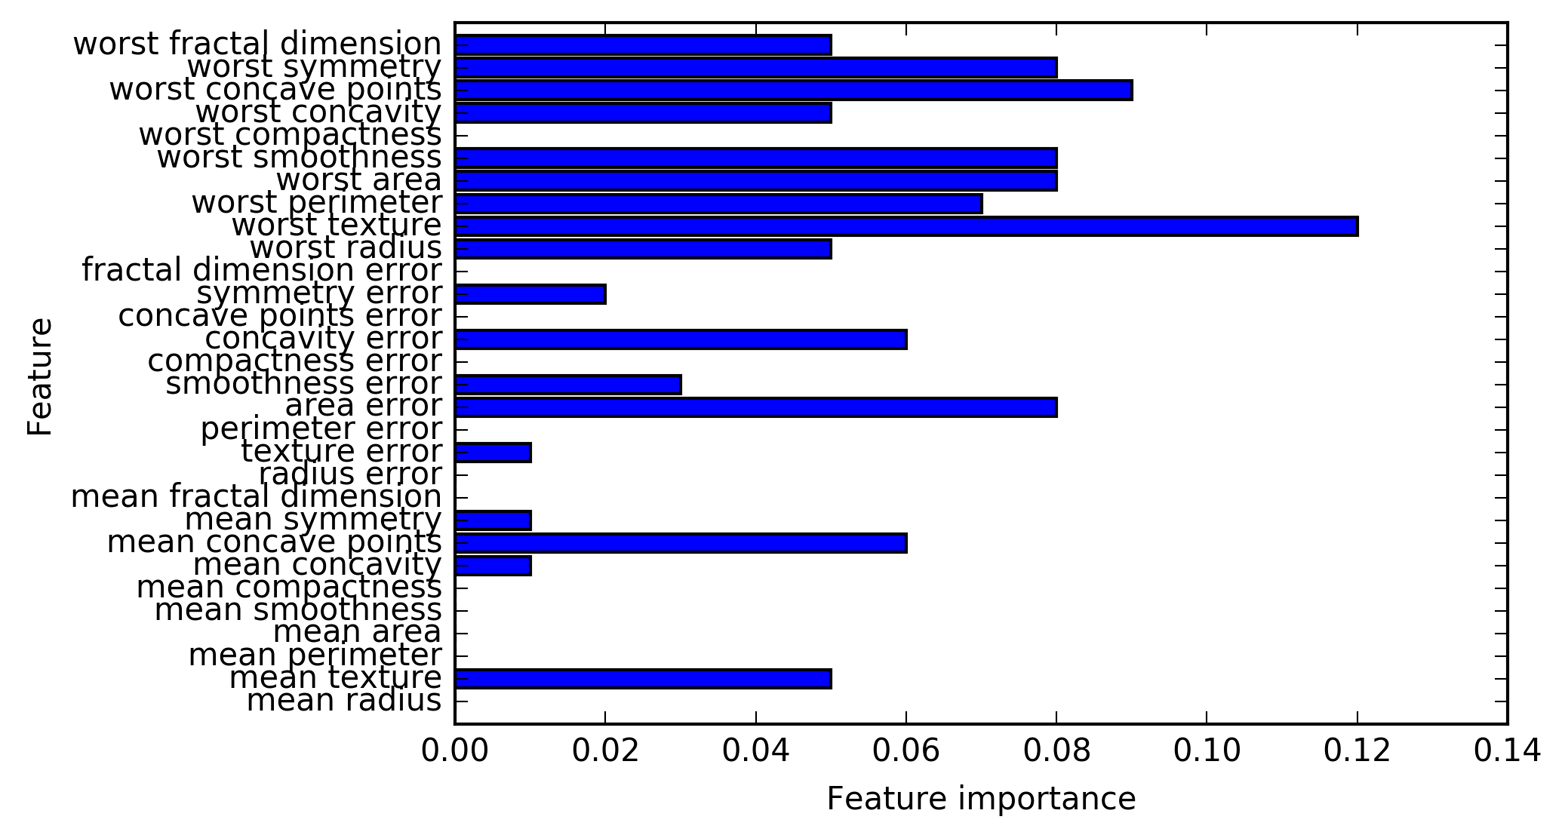 worst fractal dimension
worst symmetry
worst concave points
worst concavity
worst compactness
worst smoothness
worst area
worst perimeter
worst texture
worst radius
fractal dimension error
symmetry error
concave points error
concavity error
compactness error
smoothness error
area error
perimeter error
texture error
radius error
mean fractal dimension
mean symmetry
mean concave points
mean concavity
mean compactness
mean smoothness
mean area
mean perimeter
mean texture
mean radius
Feature
0.00 0.02 0.04 0.06 0.08 0.10 0.12 0.14
Feature importance